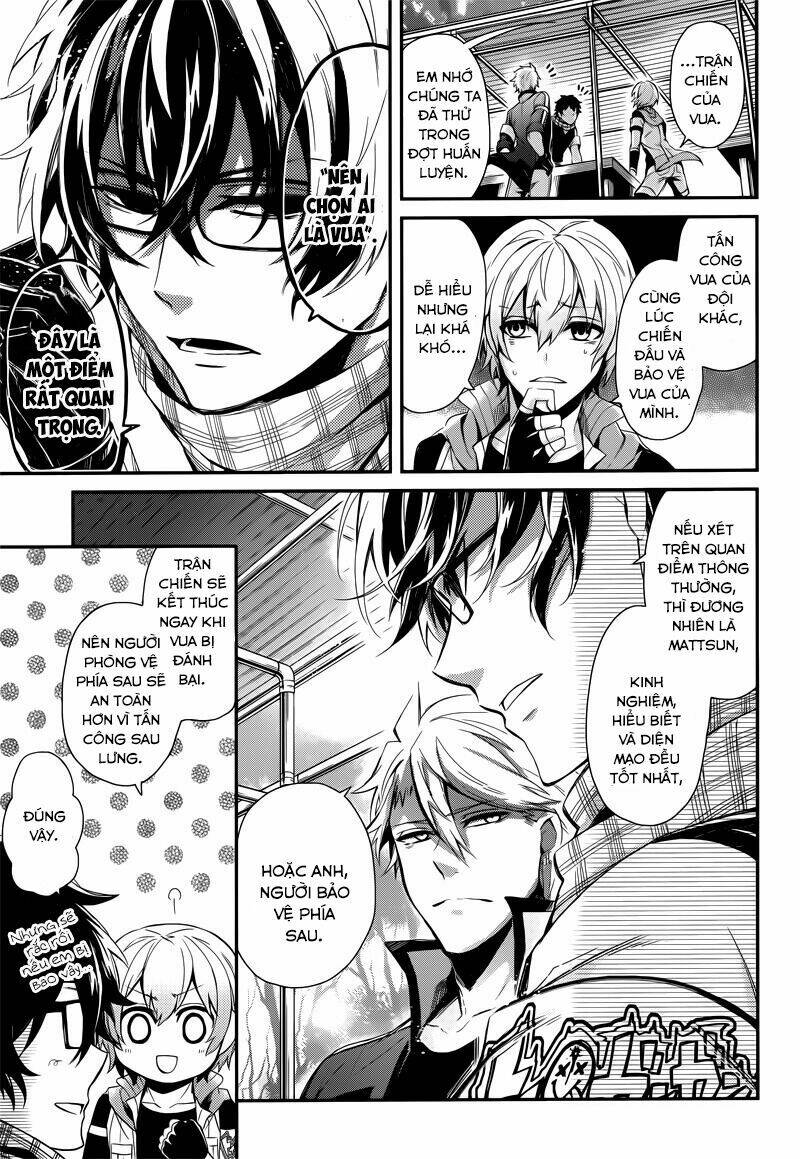 ...TRẬN
CHIẾN
CỦA
VUA.
EM NHỚ
CHÚNG TA
ĐÃ THỬ
TRONG
ĐỢT HUẤN
LUYỆN.
TẤN
CÔNG
VUA CỦA
ĐỘI
KHÁC,
CÙNG
LÚC CHIẾN
ĐẤU VÀ
BẢO VỆ
VUA CỦA
MÌNH.
DỄ HIỂU
NHƯNG
LẠI KHÁ
KHÓ...
"NÊN
CHỌN AI
LÀ VUA".
ĐÂY LÀ
MỘT ĐIỂM
RẤT QUAN
TRỌNG.
NẾU XÉT
TRÊN QUAN
ĐIỂM THÔNG
THƯỜNG,
THÌ ĐƯƠNG
NHIÊN LÀ
MATTSUN,
KINH
NGHIỆM,
HIỂU BIẾT
VÀ DIỆN
MẠO ĐỀU
TỐT NHẤT,
HOẶC ANH,
NGƯỜI BẢO
VỆ PHÍA
SAU.
TRẬN
CHIẾN SẼ
KẾT THÚC
NGAY KHI
VUA BỊ
ĐÁNH
BẠI.
NÊN NGƯỜI
PHÒNG VỆ
PHÍA SAU SẼ
AN TOÀN
HƠN VÌ TẤN
CÔNG SAU
LƯNG.
ĐÚNG
VẬY.
Nhưng sẽ
rắc rối
nếu em bị
bao vây...